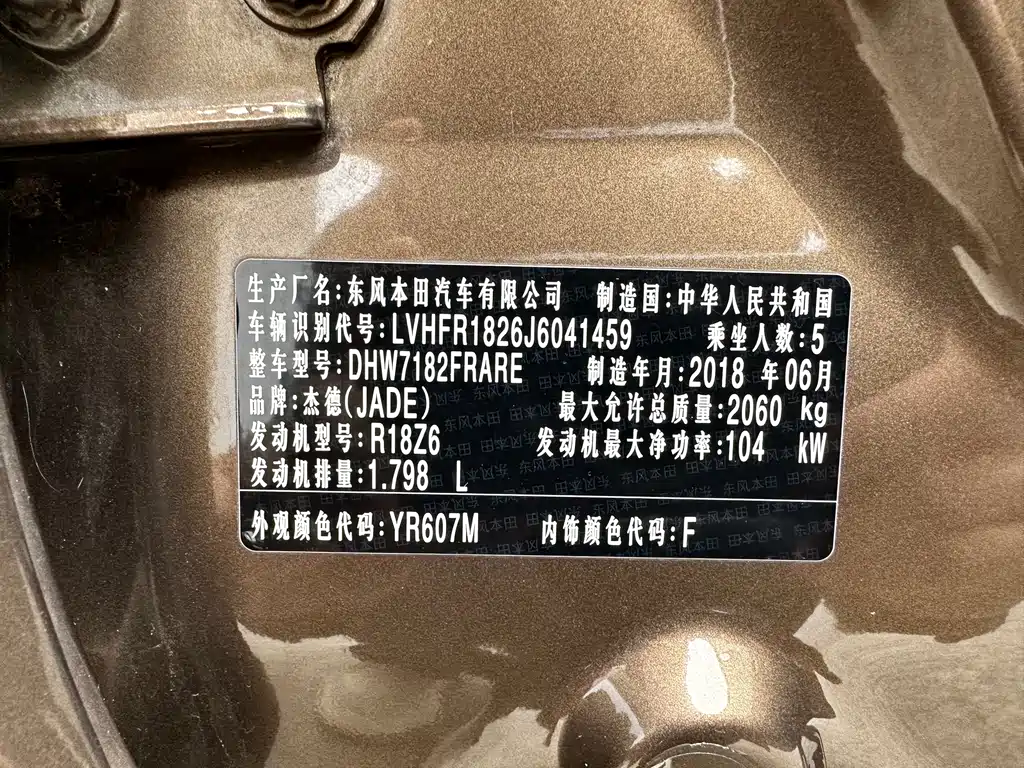 生产厂名:东风本田汽车有限公司 制造国:中华人民共和国
车辆识别代号:LVHFR1826J6041459 乘坐人数:5
整车型号:DHW7182FRARE 制造年月:2018 年06月
品牌:杰德(JADE) 最大允许总质量:2060 kg
发动机型号:R18Z6 发动机最大净功率:104 kW
发动机排量:1.798 L
外观颜色代码:YR607M 内饰颜色代码:F